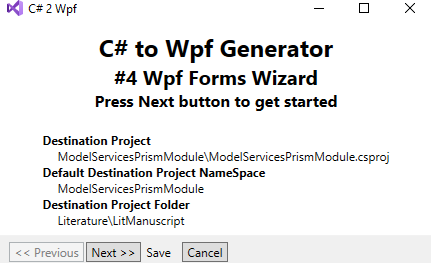 C# 2 Wpf
C# to Wpf Generator
#4 Wpf Forms Wizard
Press Next button to get started
Destination Project
ModelServicesPrismModule\ModelServicesPrismModule.csproj
Default Destination Project NameSpace
ModelServicesPrismModule
Destination Project Folder
Literature\LitManuscript
<< Previous Next >> Save Cancel